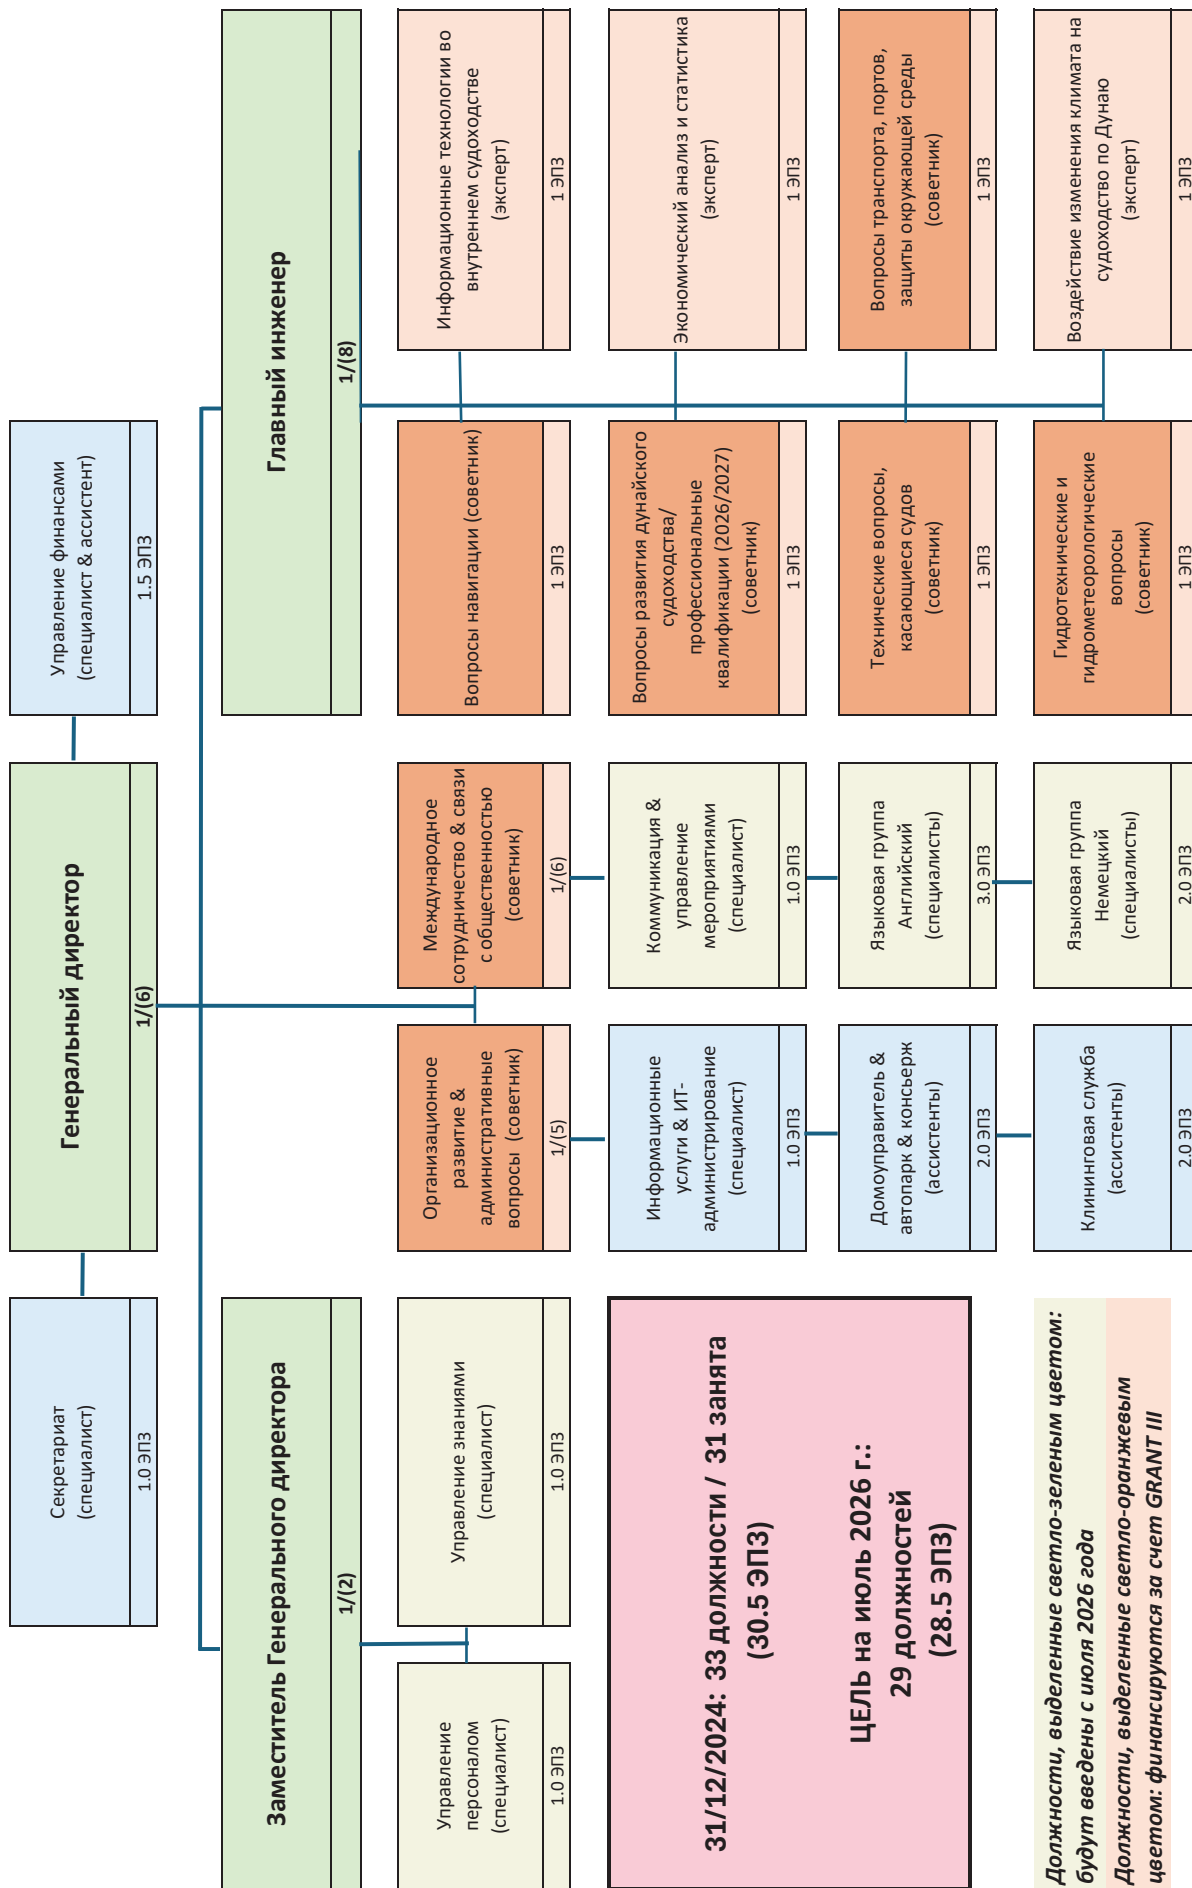 Секретариат
(специалист)
1.0 ЭПЗ
Генеральный директор
1/(6)
Управление финансами
(специалист & ассистент)
1.5 ЭПЗ
Заместитель Генерального директора
1/(2)
Главный инженер
1/(8)
Управление
персоналом
(специалист)
1.0 ЭПЗ
Управление знаниями
(специалист)
1.0 ЭПЗ
Организационное
развитие &
административные
вопросы (советник)
1/(5)
Международное
сотрудничество & связи
с общественностью
(советник)
1/(6)
Вопросы навигации (советник)
1 ЭПЗ
Информационные технологии во
внутреннем судоходстве
(эксперт)
1 ЭПЗ
31/12/2024: 33 должности / 31 занята
(30.5 ЭПЗ)
ЦЕЛЬ на июль 2026 г.:
29 должностей
(28.5 ЭПЗ)
Информационные
услуги & ИТ-
администрирование
(специалист)
1.0 ЭПЗ
Коммуникация &
управление
мероприятиями
(специалист)
1.0 ЭПЗ
Вопросы развития дунайского
судоходства/
профессиональные
квалификации (2026/2027)
(советник)
1 ЭПЗ
Экономический анализ и статистика
(эксперт)
1 ЭПЗ
Домоуправитель &
автопарк & консьерж
(ассистенты)
2.0 ЭПЗ
Языковая группа
Английский
(специалисты)
3.0 ЭПЗ
Технические вопросы,
касающиеся судов
(советник)
1 ЭПЗ
Вопросы транспорта, портов,
защиты окружающей среды
(советник)
1 ЭПЗ
Должности, выделенные светло-зеленым цветом:
будут введены с июля 2026 года
Должности, выделенные светло-оранжевым
цветом: финансируются за счет GRANT III
Клининговая служба
(ассистенты)
2.0 ЭПЗ
Языковая группа
Немецкий
(специалисты)
2.0 ЭПЗ
Гидротехнические и
гидрометеорологические
вопросы
(советник)
1 ЭПЗ
Воздействие изменения климата на
судоходство по Дунаю
(эксперт)
1 ЭПЗ